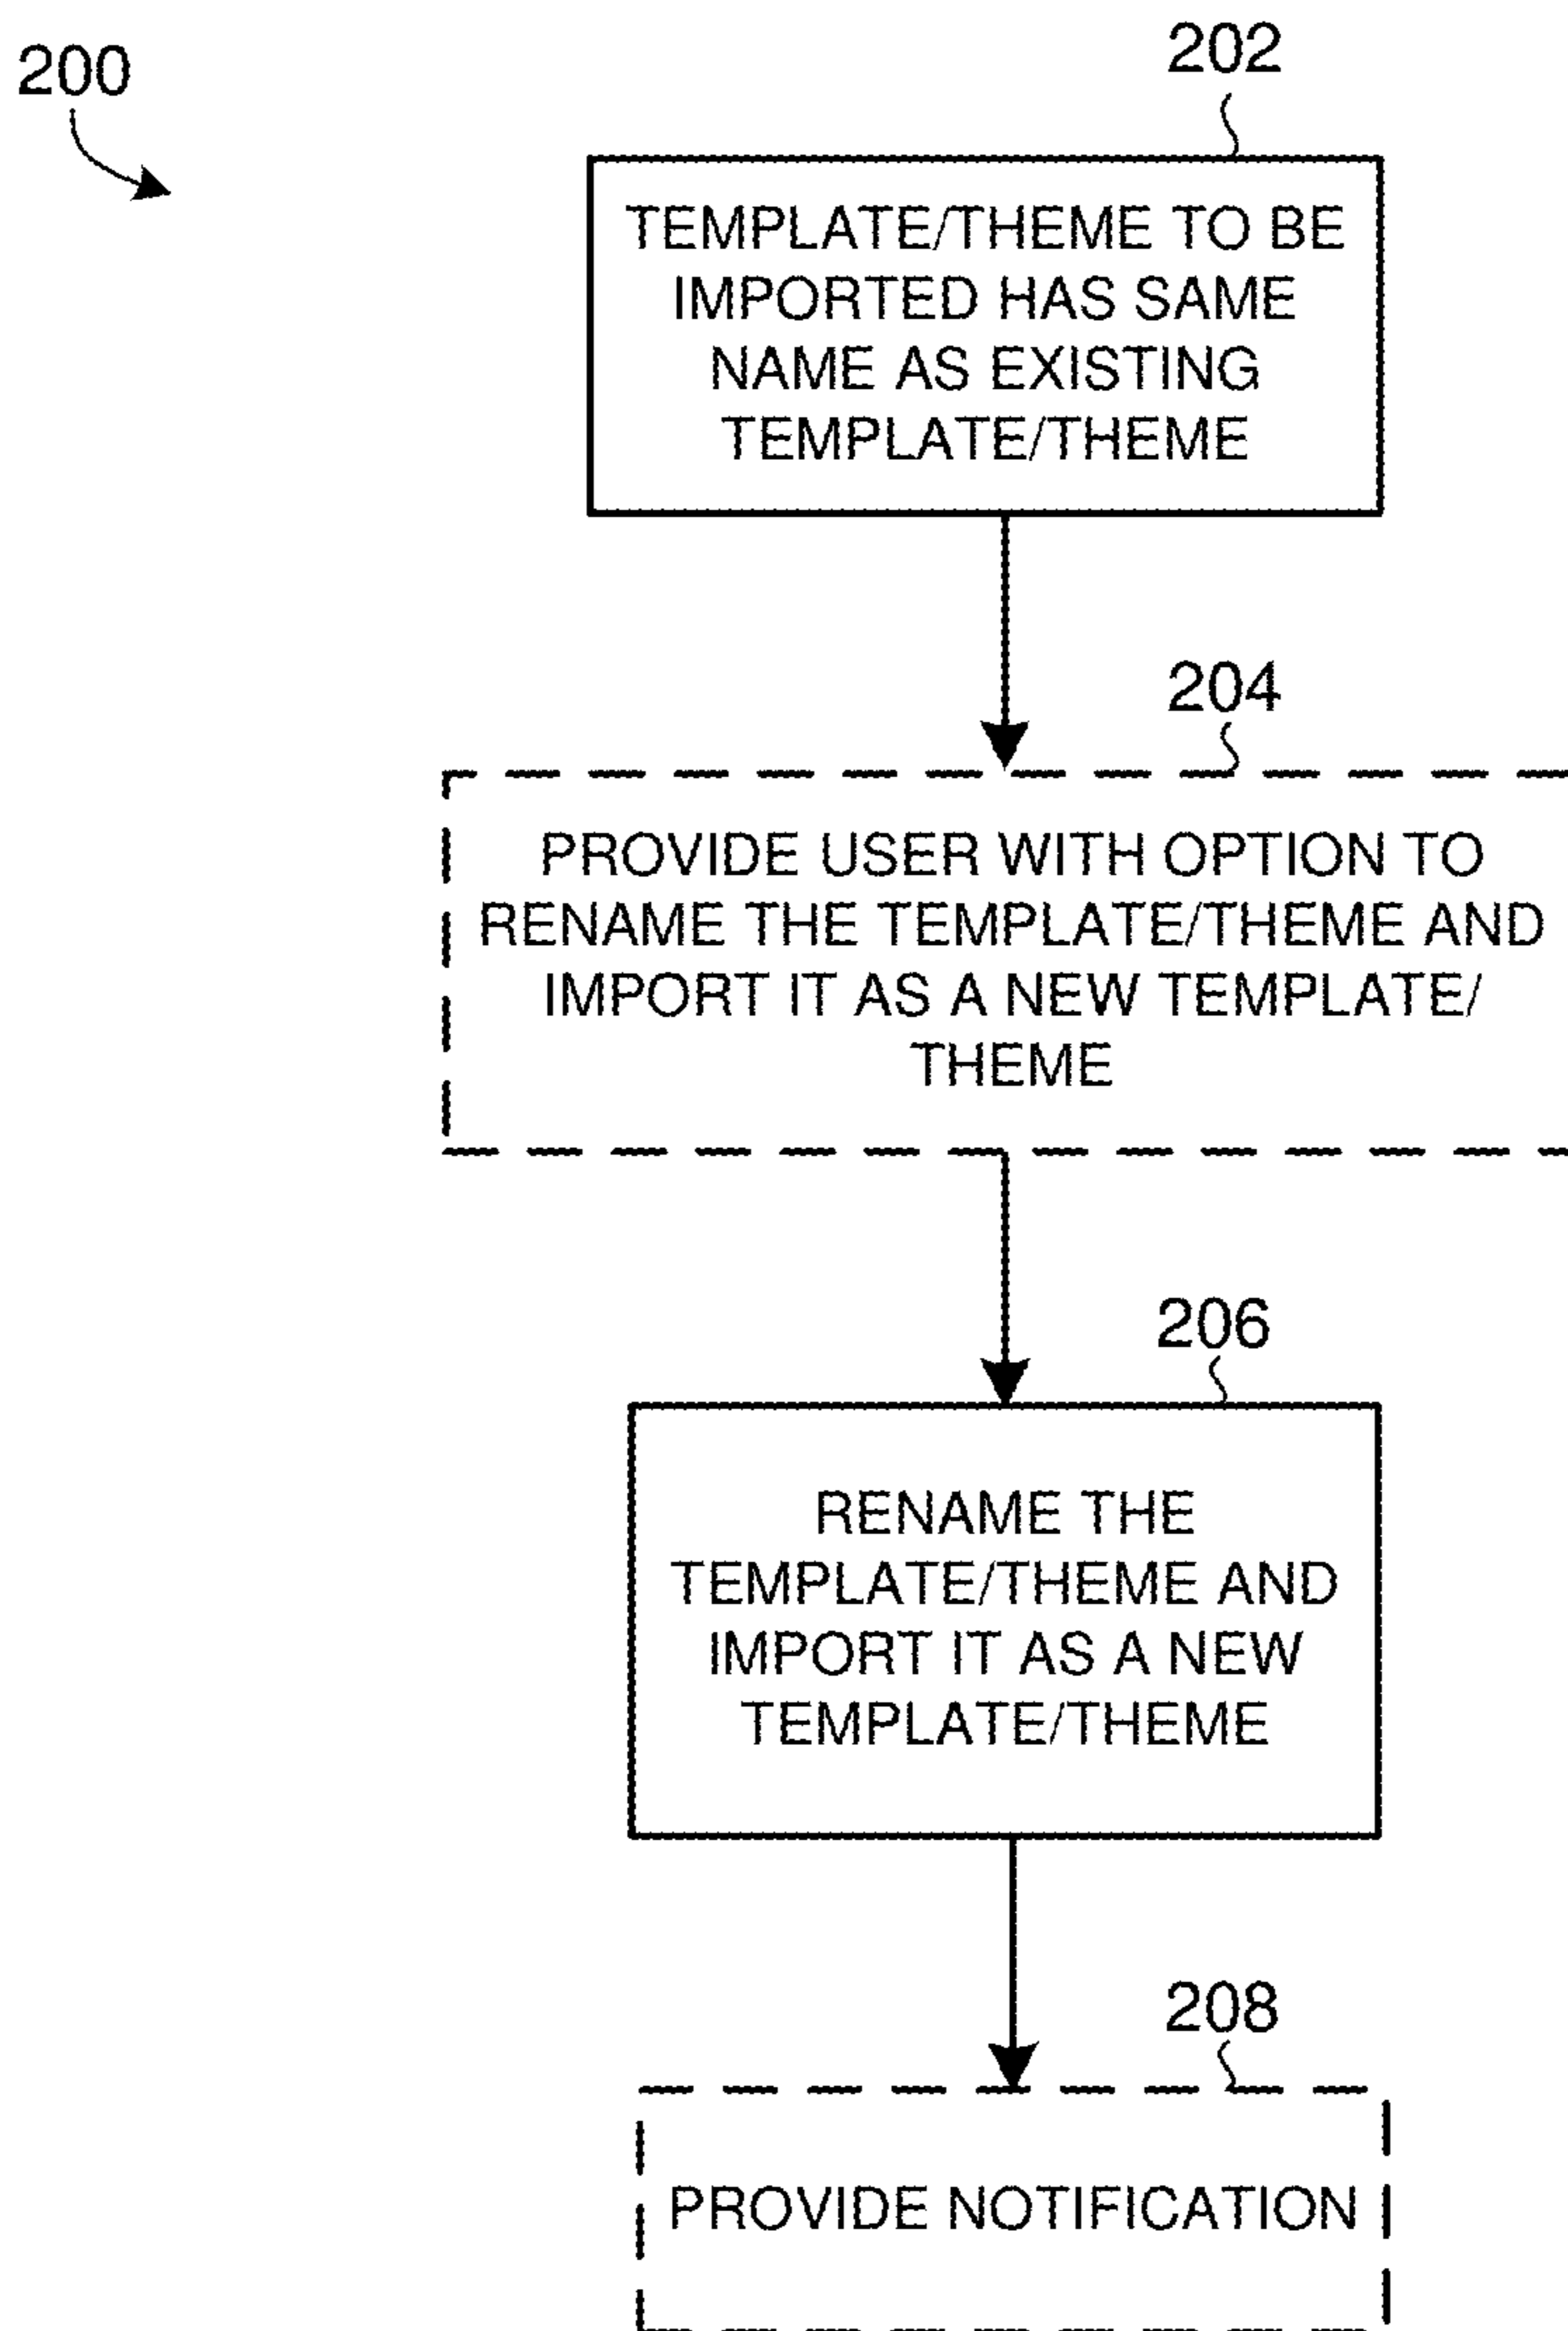 200
202
TEMPLATE/THEME TO BE
IMPORTED HAS SAME
NAME AS EXISTING
TEMPLATE/THEME
204
PROVIDE USER WITH OPTION TO
RENAME THE TEMPLATE/THEME AND
IMPORT IT AS A NEW TEMPLATE/
THEME
206
RENAME THE
TEMPLATE/THEME AND
IMPORT IT AS A NEW
TEMPLATE/THEME
208
PROVIDE NOTIFICATION